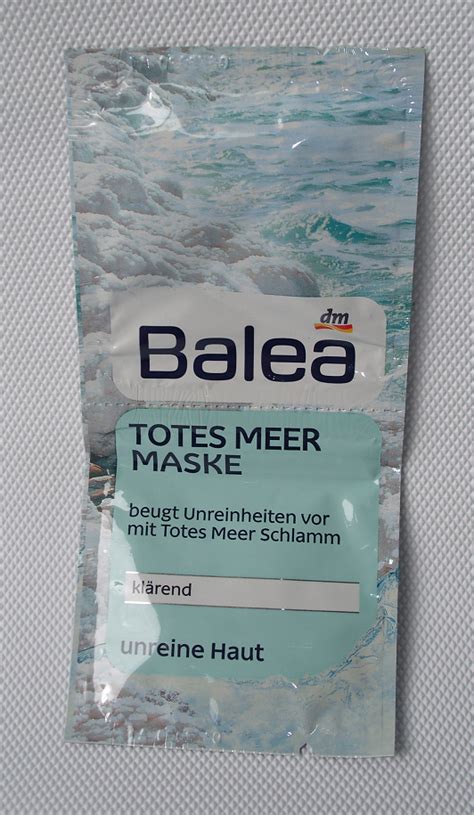 dm
Balea
TOTES MEER
MASKE
beugt Unreinheiten vor
mit Totes Meer Schlamm
klärend
unreine Haut